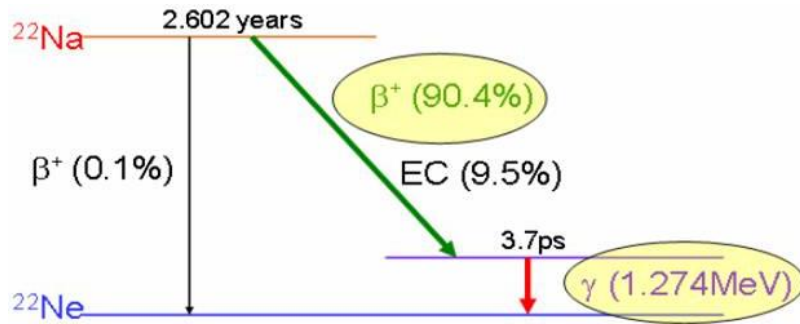 2.602 years
²²Na
β⁺ (90.4%)
β⁺ (0.1%)
EC (9.5%)
3.7ps
γ (1.274MeV)
²²Ne